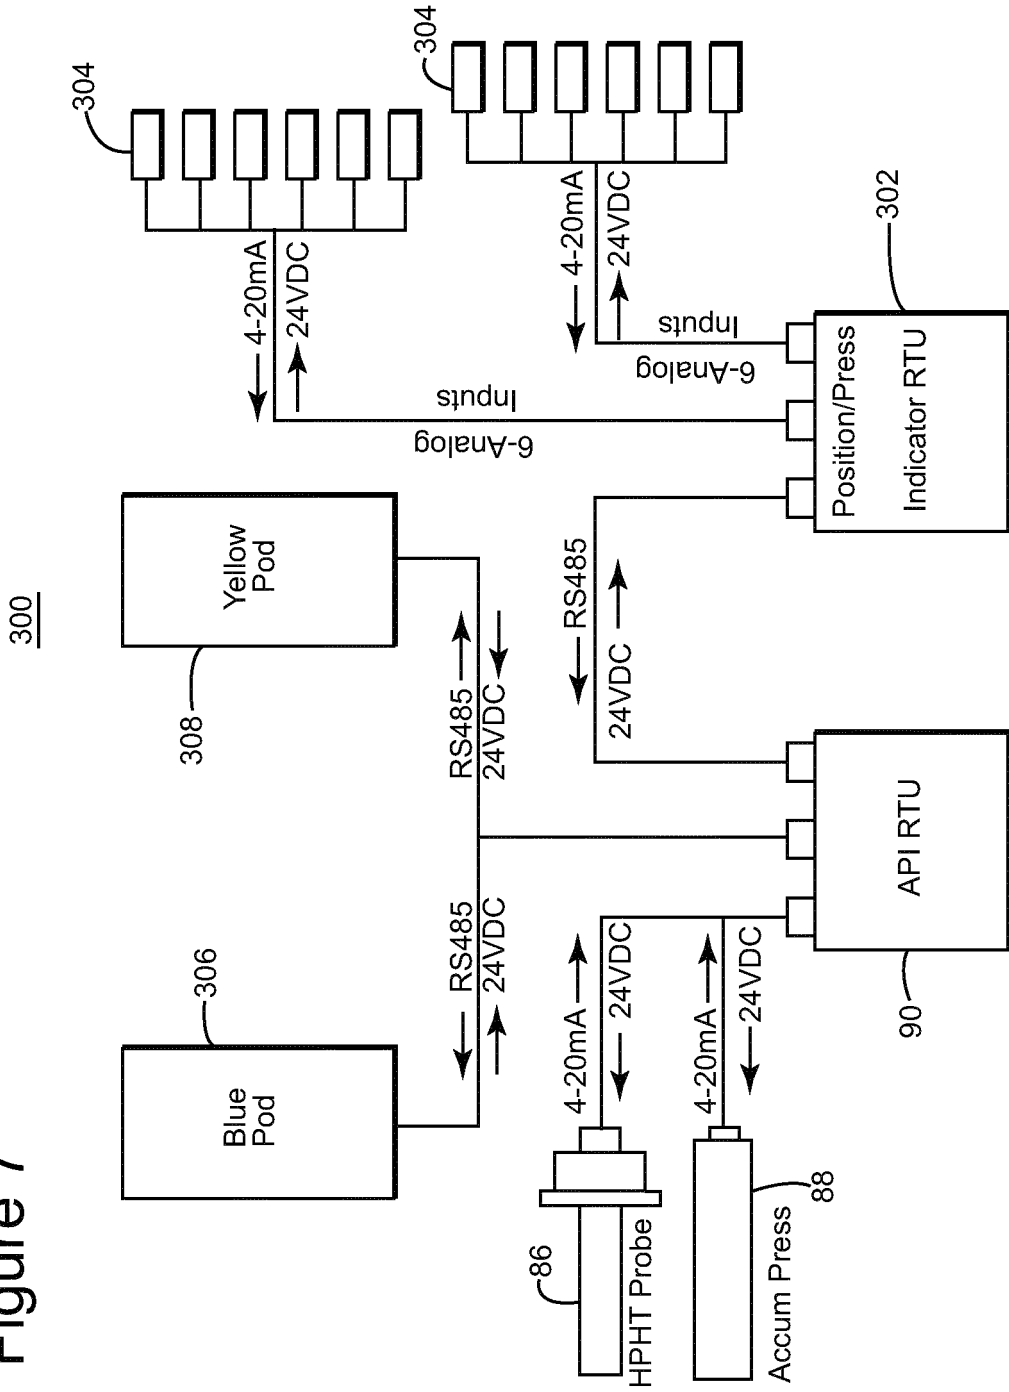 Figure 7
300
Blue
Pod
306
Yellow
Pod
308
304
304
RS485
24VDC
RS485
24VDC
4-20mA
24VDC
4-20mA
24VDC
6-Analog
Inputs
6-Analog
Inputs
86
HPHT Probe
4-20mA
24VDC
88
Accum Press
4-20mA
24VDC
RS485
24VDC
90
API RTU
302
Position/Press
Indicator RTU